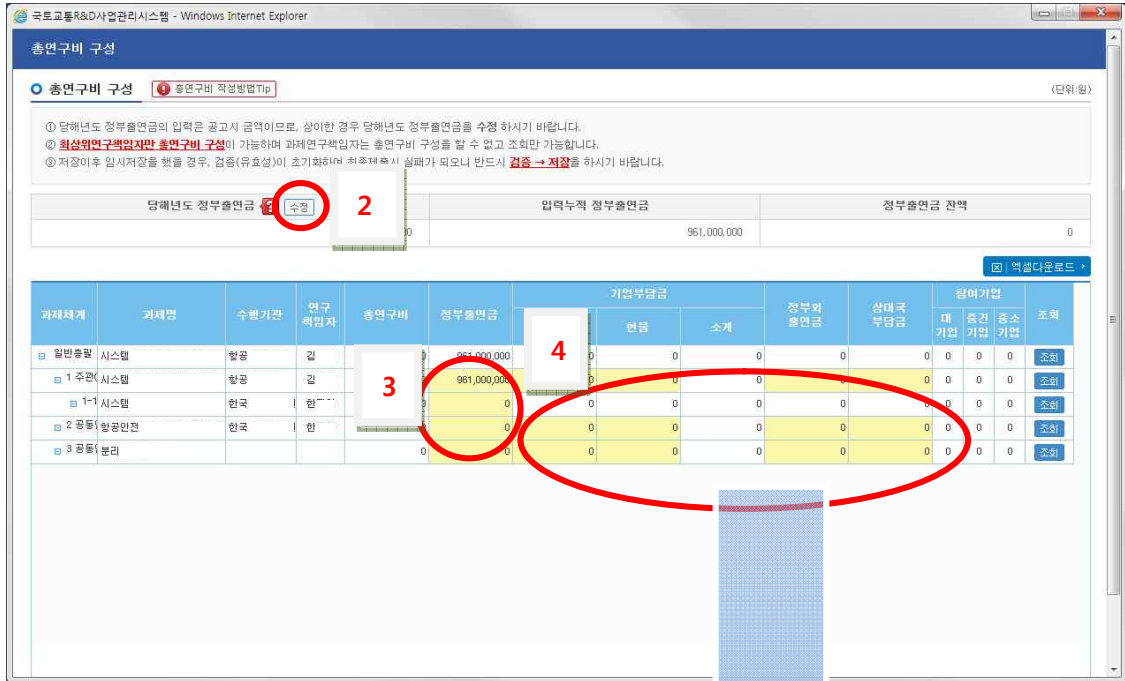 국토교통R&D사업관리시스템 - Windows Internet Explorer
총연구비 구성
총연구비 구성 총연구비 작성방법Tip (단위:원)
① 당해년도 정부출연금의 입력은 공고시 금액이므로, 상이한 경우 당해년도 정부출연금을 수정 하시기 바랍니다.
② 최상위연구책임자만 총연구비 구성이 가능하며 과제연구책임자는 총연구비 구성을 할 수 없고 조회만 가능합니다.
③ 저장이후 임시저장을 했을 경우, 검증(유효성)이 초기화하며 최종제출시 실패가 되오니 반드시 검증 → 저장을 하시기 바랍니다.
당해년도 정부출연금 수정 2 입력누적 정부출연금 정부출연금 잔액
0 961,000,000 0
엑셀다운로드
과제체계 과제명 수행기관 연구책임자 총연구비 정부출연금 기업부담금 현물 소계 정부외출연금 상대국부담금 참여기업 대기업 중견기업 중소기업 조회
일반총괄 시스템 항공 김 0 961,000,000 4 0 0 0 0 0 0 0 0 조회
1 주관( 시스템 항공 김 3 0 961,000,000 0 0 0 0 0 0 0 0 조회
1-1 시스템 한국 한 0 0 0 0 0 0 0 0 0 0 조회
2 공동 항공안전 한국 한 0 0 0 0 0 0 0 0 0 0 조회
3 공동 분리 0 0 0 0 0 0 0 0 0 0 조회